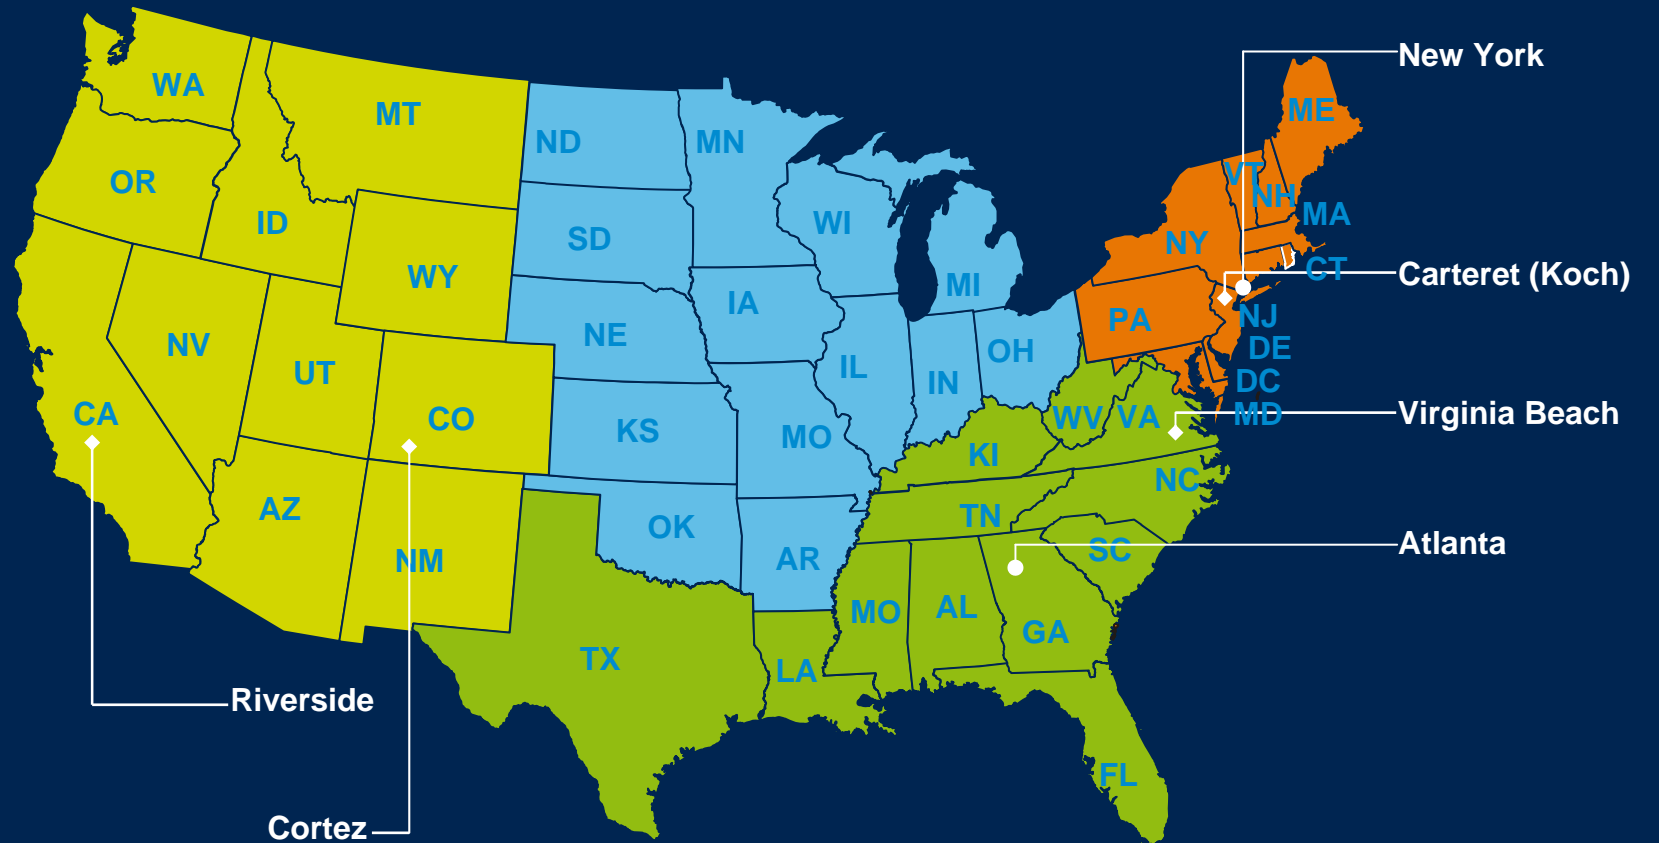 New York
WA
MT
ME
ND
MN
VT
OR
NH
MA
ID
SD
WI
NY
WY
CT
Carteret (Koch)
MI
IA
NJ
PA
NV
NE
DE
OH
UT
IL
IN
DC
CA
CO
WV
VA
MD
Virginia Beach
KS
MO
KI
NC
AZ
OK
TN
Atlanta
NM
AR
SC
MO
AL
GA
TX
LA
Riverside
FL
Cortez